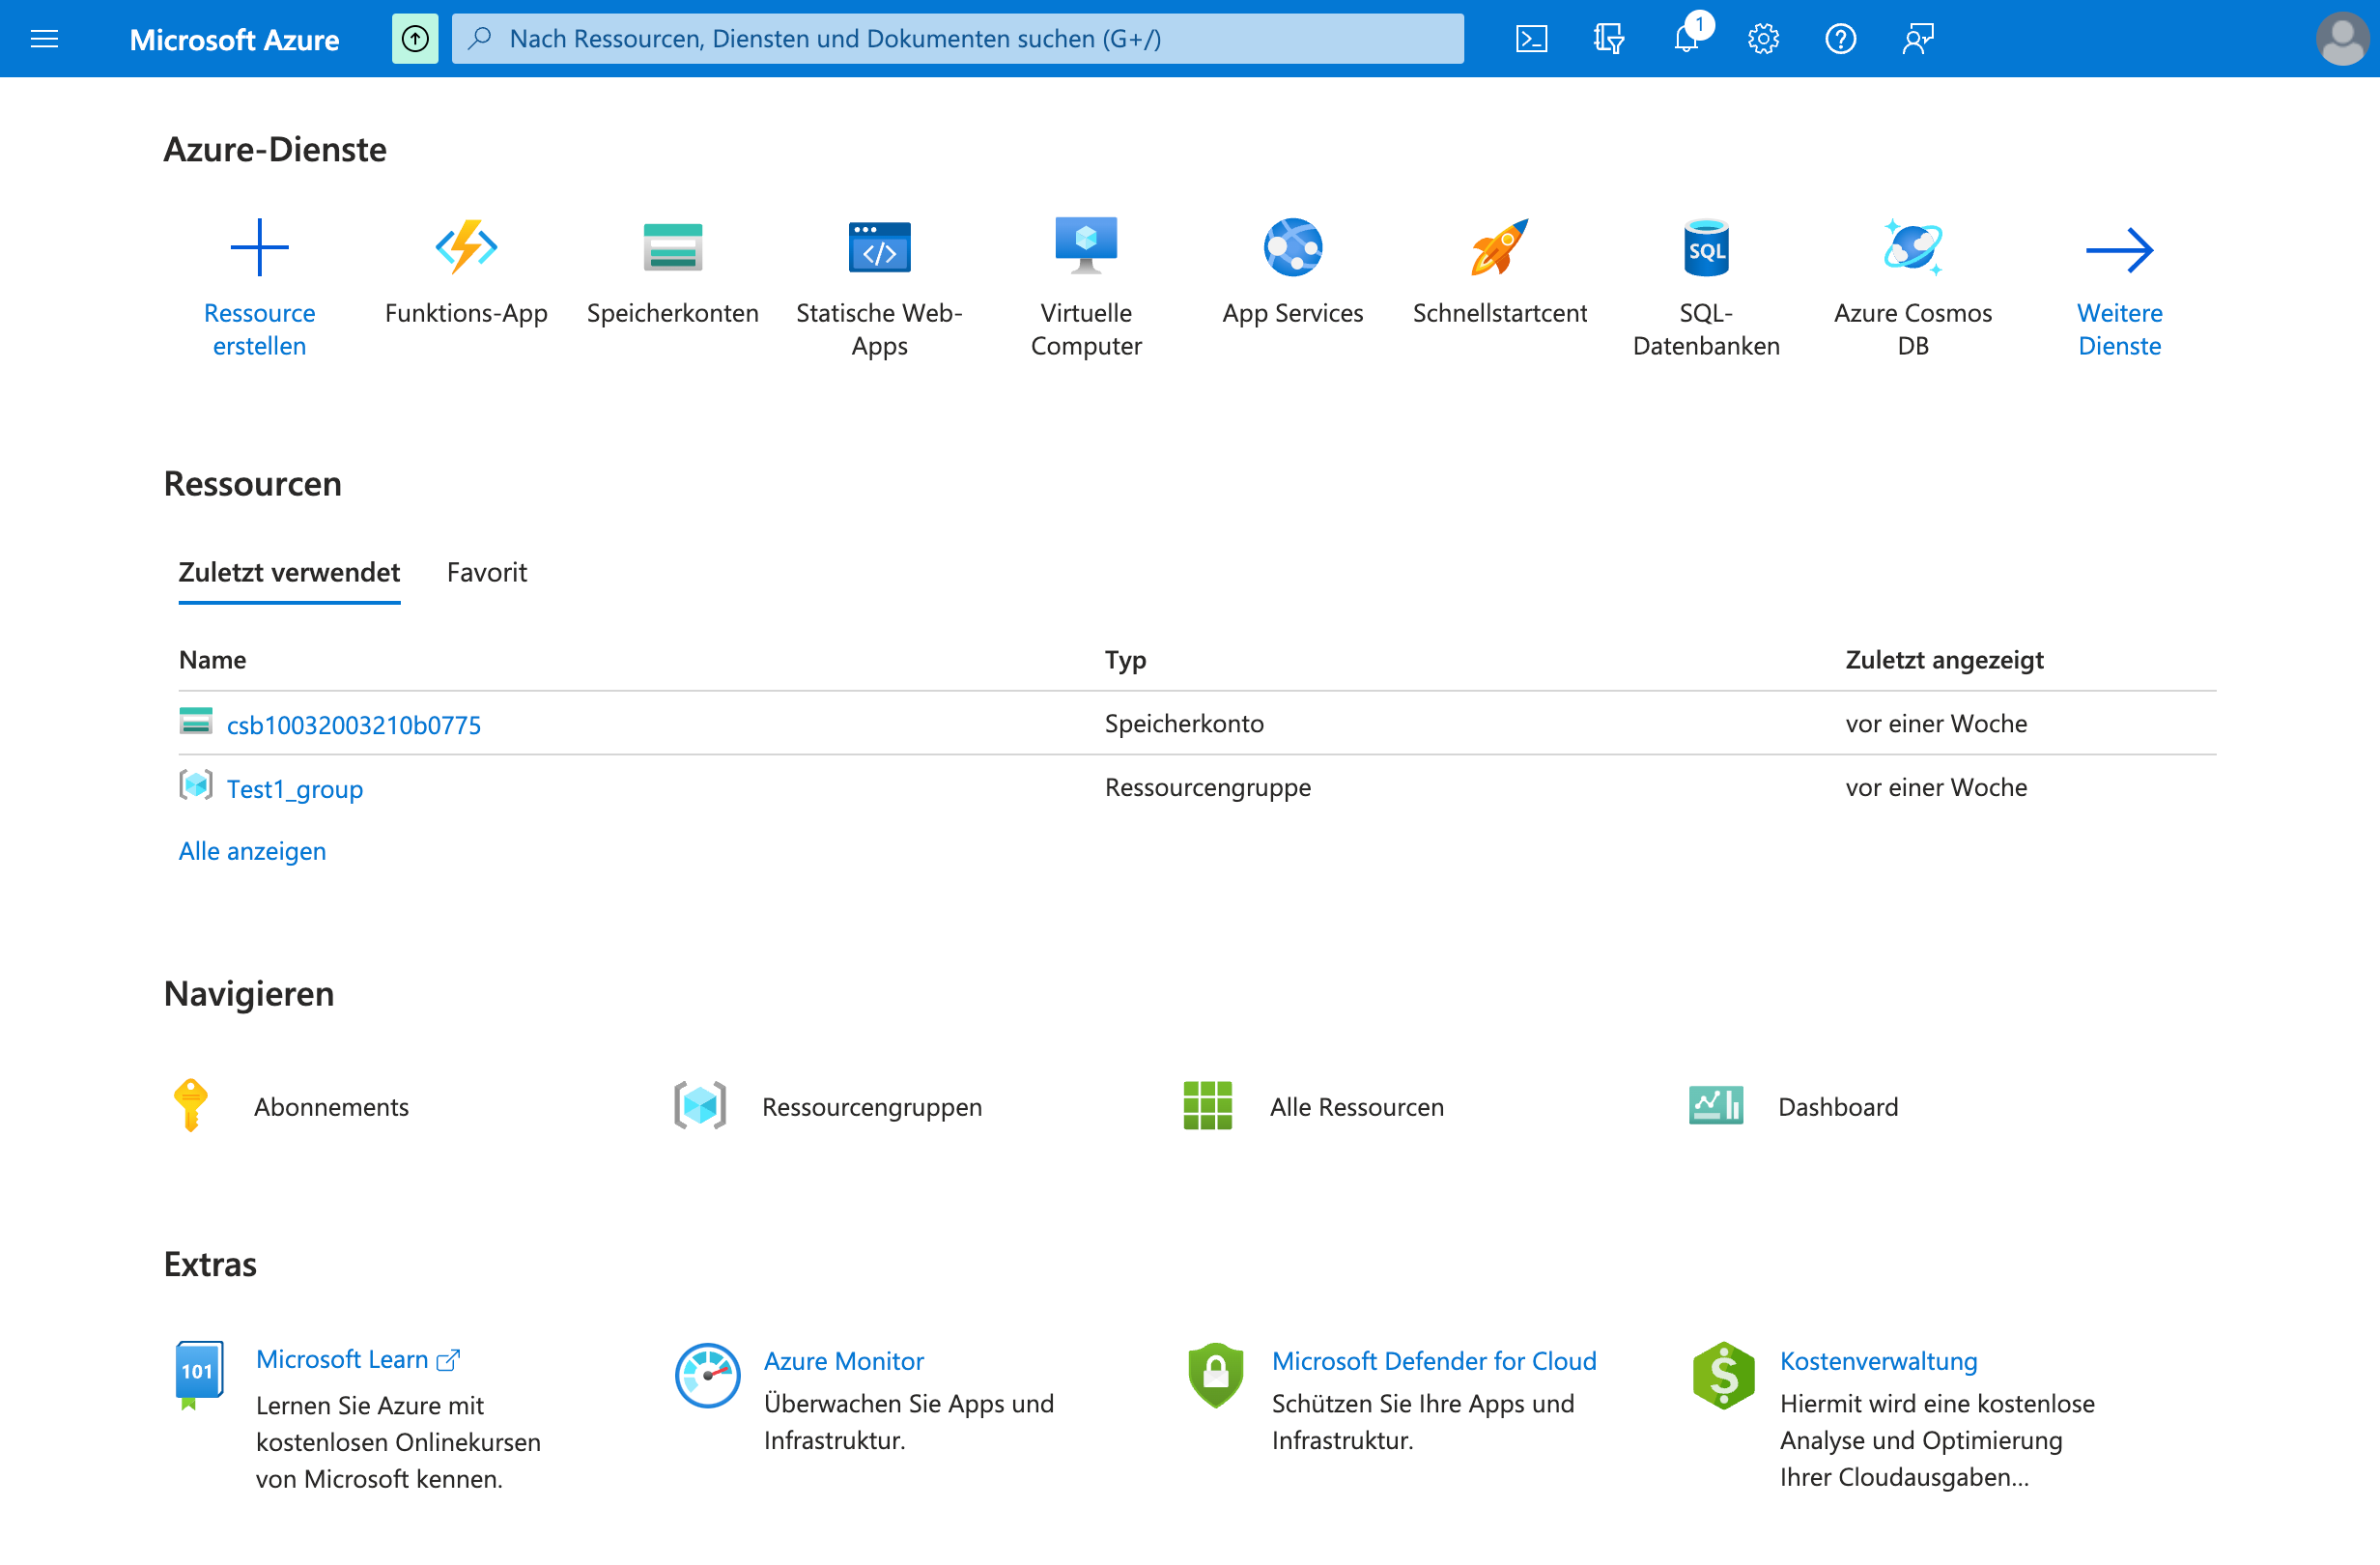 Microsoft Azure
Nach Ressourcen, Diensten und Dokumenten suchen (G+/)
1
Azure-Dienste
Ressource
erstellen
Funktions-App
Speicherkonten
Statische Web-
Apps
Virtuelle
Computer
App Services
Schnellstartcent
SQL
SQL-
Datenbanken
Azure Cosmos
DB
Weitere
Dienste
Ressourcen
Zuletzt verwendet
Favorit
Name
Typ
Zuletzt angezeigt
csb10032003210b0775
Speicherkonto
vor einer Woche
Test1_group
Ressourcengruppe
vor einer Woche
Alle anzeigen
Navigieren
Abonnements
Ressourcengruppen
Alle Ressourcen
Dashboard
Extras
101
Microsoft Learn
Lernen Sie Azure mit
kostenlosen Onlinekursen
von Microsoft kennen.
Azure Monitor
Überwachen Sie Apps und
Infrastruktur.
Microsoft Defender for Cloud
Schützen Sie Ihre Apps und
Infrastruktur.
Kostenverwaltung
Hiermit wird eine kostenlose
Analyse und Optimierung
Ihrer Cloudausgaben...